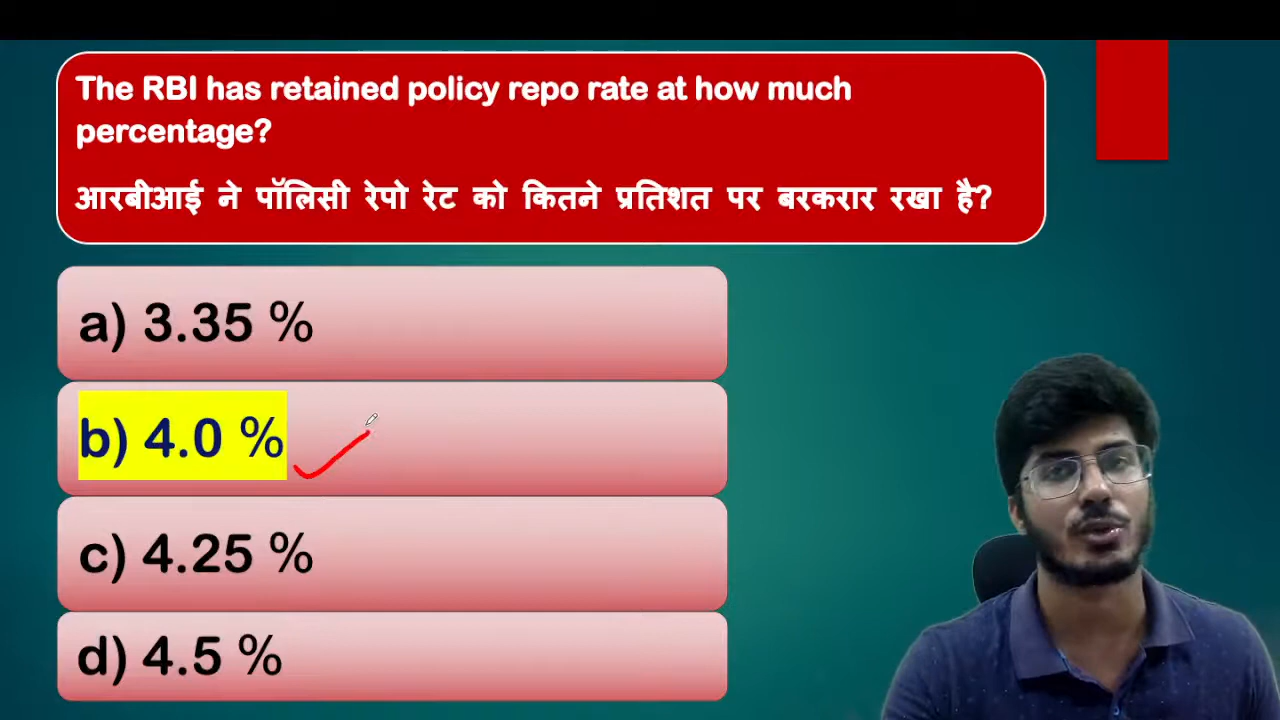 The RBI has retained policy repo rate at how much
percentage?
आरबीआई ने पॉलिसी रेपो रेट को कितने प्रतिशत पर बरकरार रखा है?
a) 3.35 %
b) 4.0 %
c) 4.25 %
d) 4.5 %